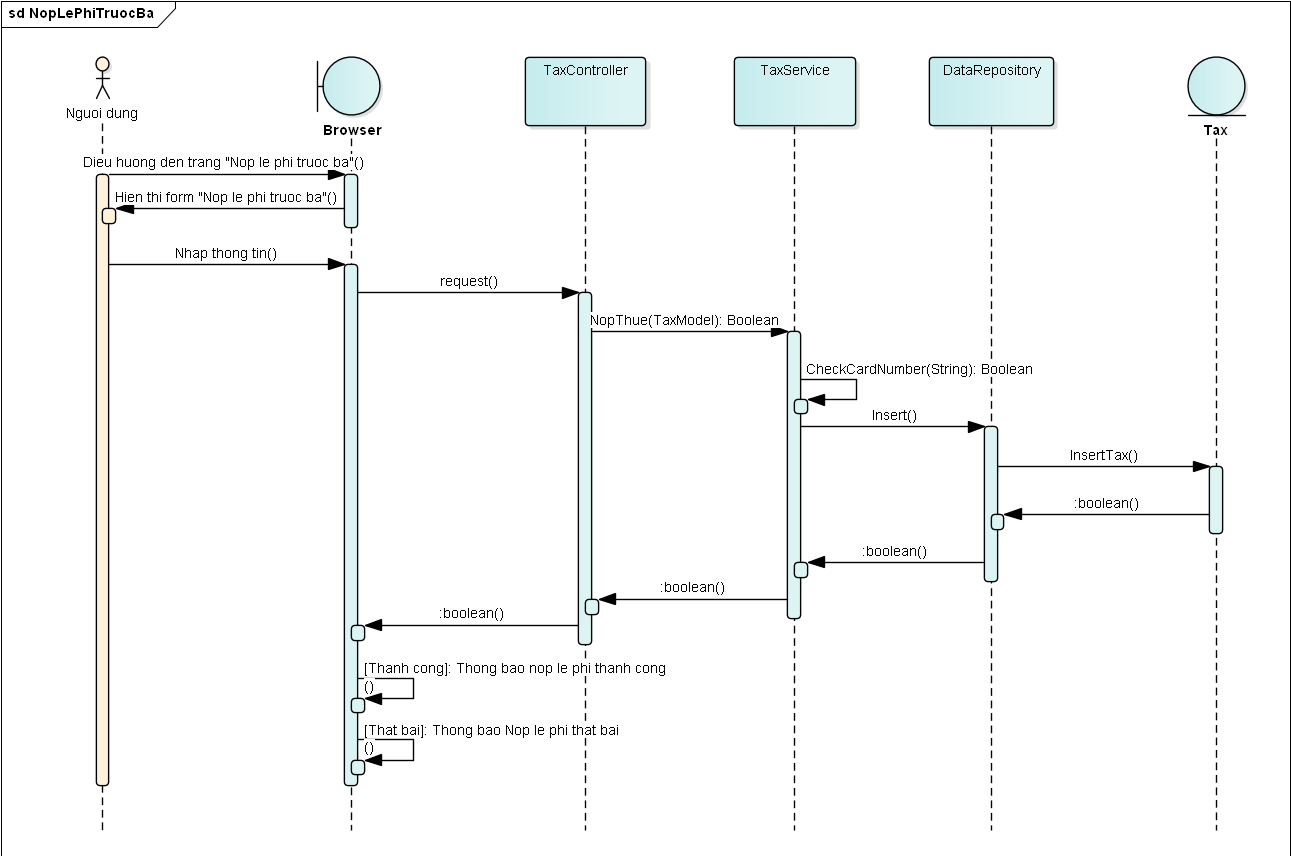 sd NopLePhiTruocBa
Nguoi dung
Browser
TaxController
TaxService
DataRepository
Tax
Dieu huong den trang "Nop le phi truoc ba"()
Hien thi form "Nop le phi truoc ba"()
Nhap thong tin()
request()
NopThue(TaxModel): Boolean
CheckCardNumber(String): Boolean
Insert()
InsertTax()
:boolean()
:boolean()
:boolean()
:boolean()
[Thanh cong]: Thong bao nop le phi thanh cong
()
[That bai]: Thong bao Nop le phi that bai
()